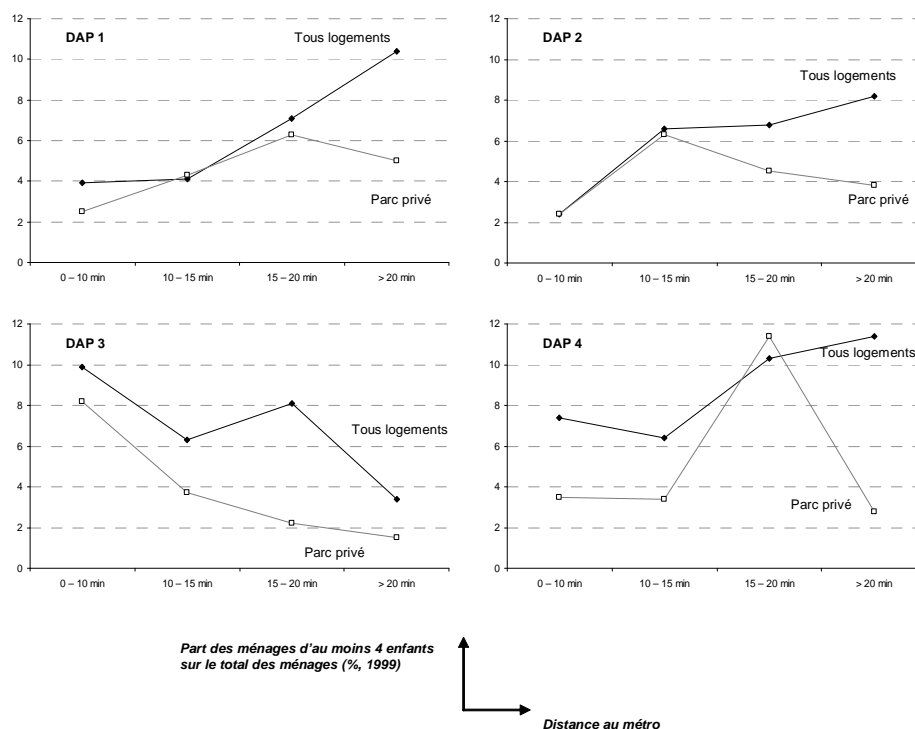 12
10
8
6
4
2
0
DAP 1
Tous logements
Parc privé
0 – 10 min
10 – 15 min
15 – 20 min
> 20 min
12
10
8
6
4
2
0
DAP 2
Tous logements
Parc privé
0 – 10 min
10 – 15 min
15 – 20 min
> 20 min
12
10
8
6
4
2
0
DAP 3
Tous logements
Parc privé
0 – 10 min
10 – 15 min
15 – 20 min
> 20 min
12
10
8
6
4
2
0
DAP 4
Tous logements
Parc privé
0 – 10 min
10 – 15 min
15 – 20 min
> 20 min
Part des ménages d'au moins 4 enfants
sur le total des ménages (%, 1999)
Distance au métro